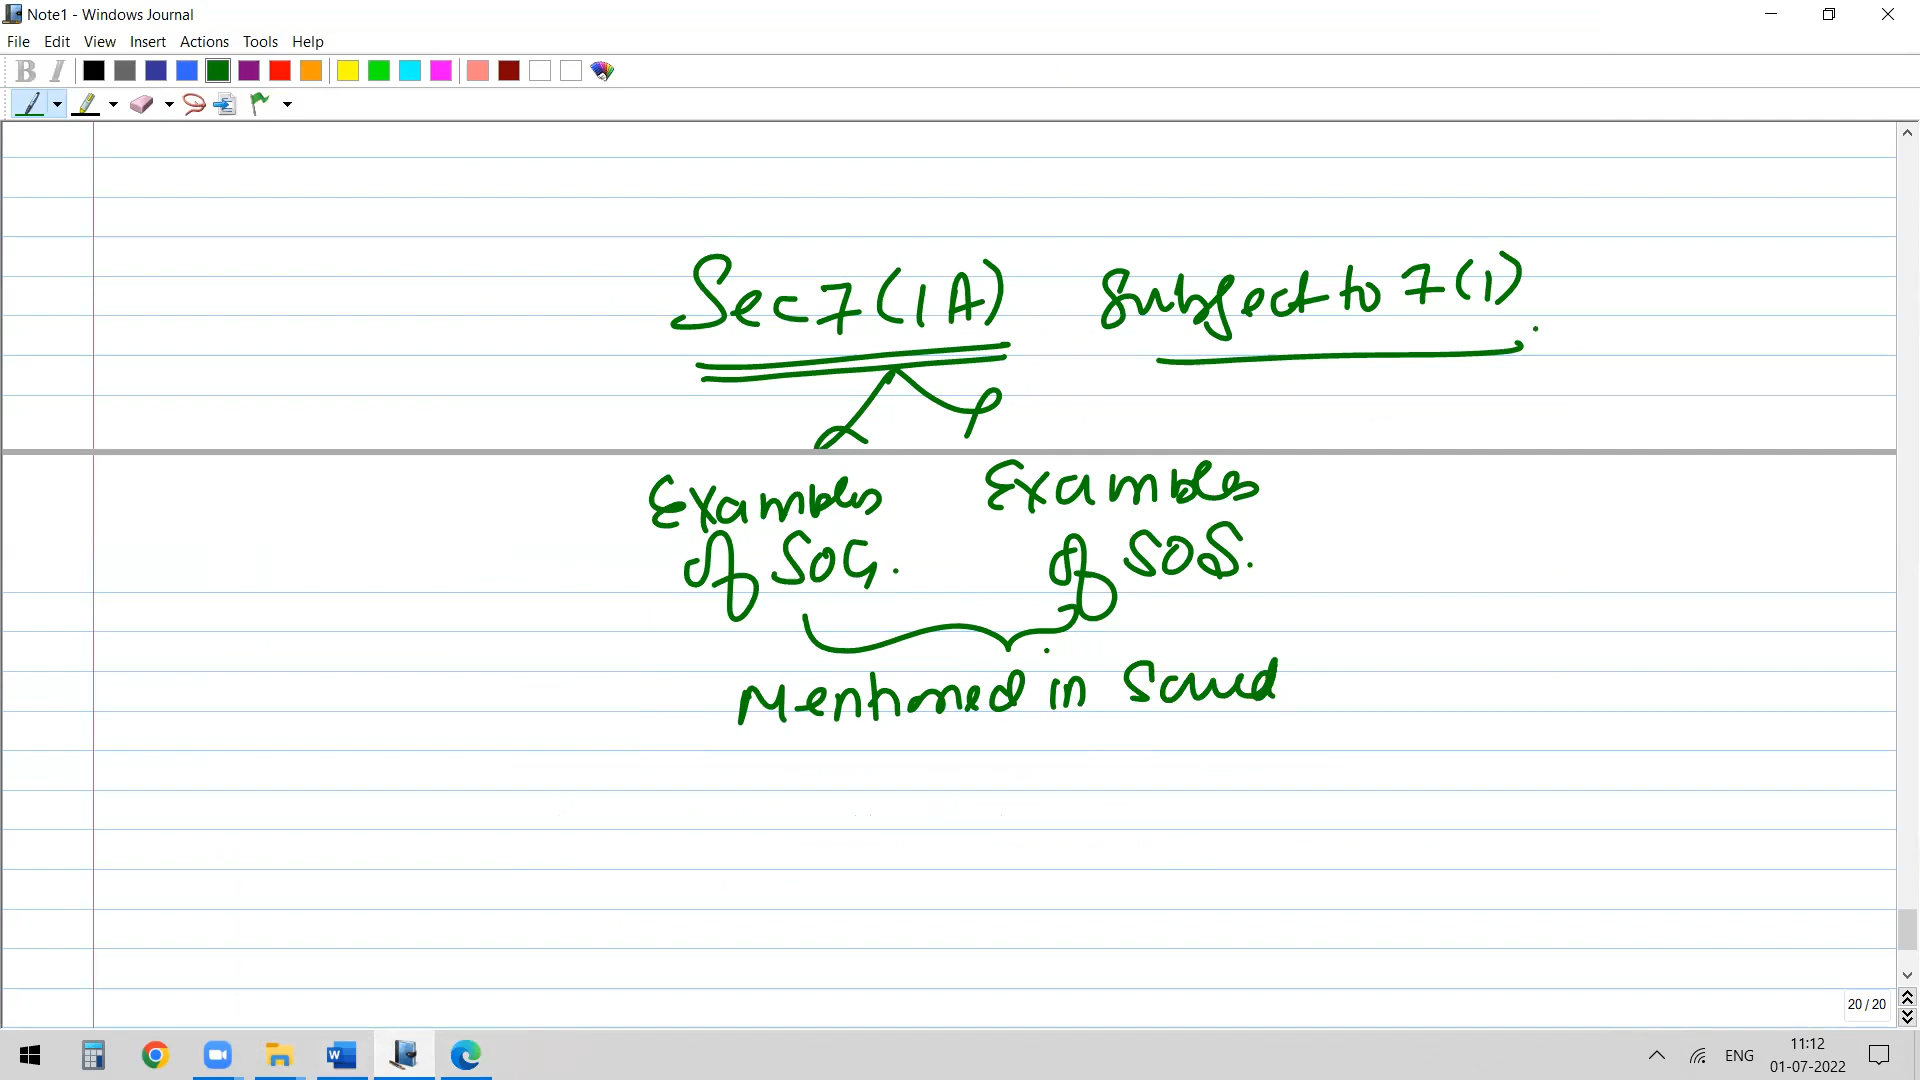 Note1 - Windows Journal
File Edit View Insert Actions Tools Help
B I
Sec 7 (1A) Subject to 7 (1)
Examples Examples
of SOG. of SOS.
Mentioned in Sched
20 / 20
ENG
11:12
01-07-2022